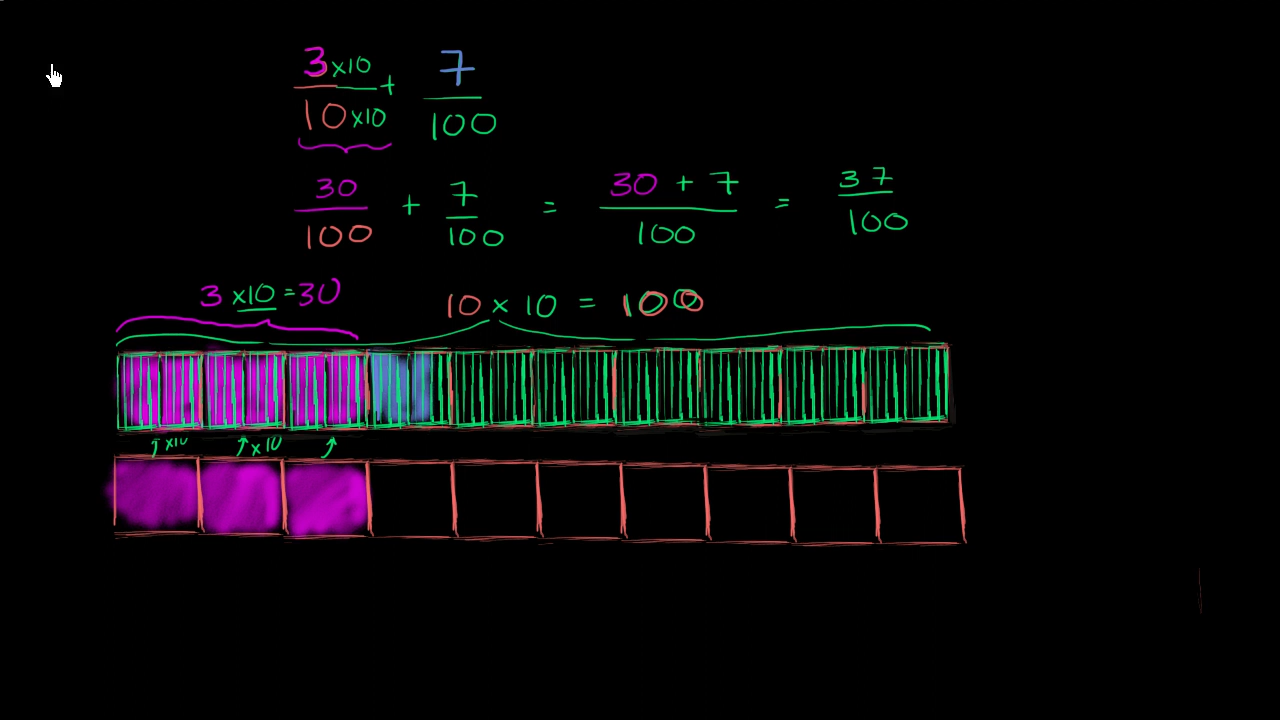 3×10/10×10 + 7/100
30/100 + 7/100 = 30 + 7/100 = 37/100
3 ×10 = 30
10 × 10 = 100
×10 ×10